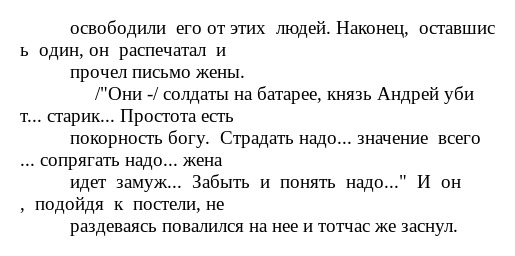 освободили его от этих людей. Наконец, оставшис
ь один, он распечатал и
прочел письмо жены.
/"Они -/ солдаты на батарее, князь Андрей уби
т... старик... Простота есть
покорность богу. Страдать надо... значение всего
... сопрягать надо... жена
идет замуж... Забыть и понять надо..." И он
, подойдя к постели, не
раздеваясь повалился на нее и тотчас же заснул.